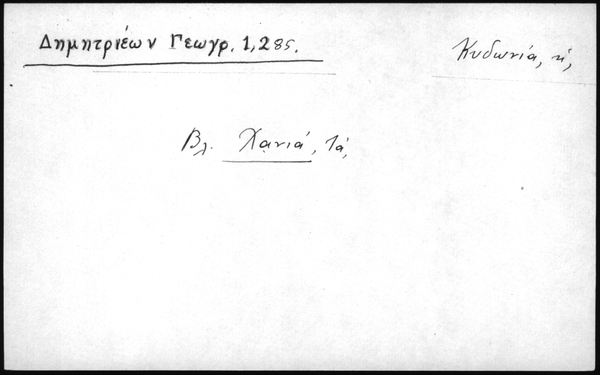 Δημητριέων Γεωγρ. 1,285.
Κυδωνία, ἡ,
Βλ. Χανιά, τά,